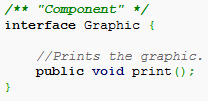 /** "Component" */
interface Graphic {
//Prints the graphic.
public void print();
}